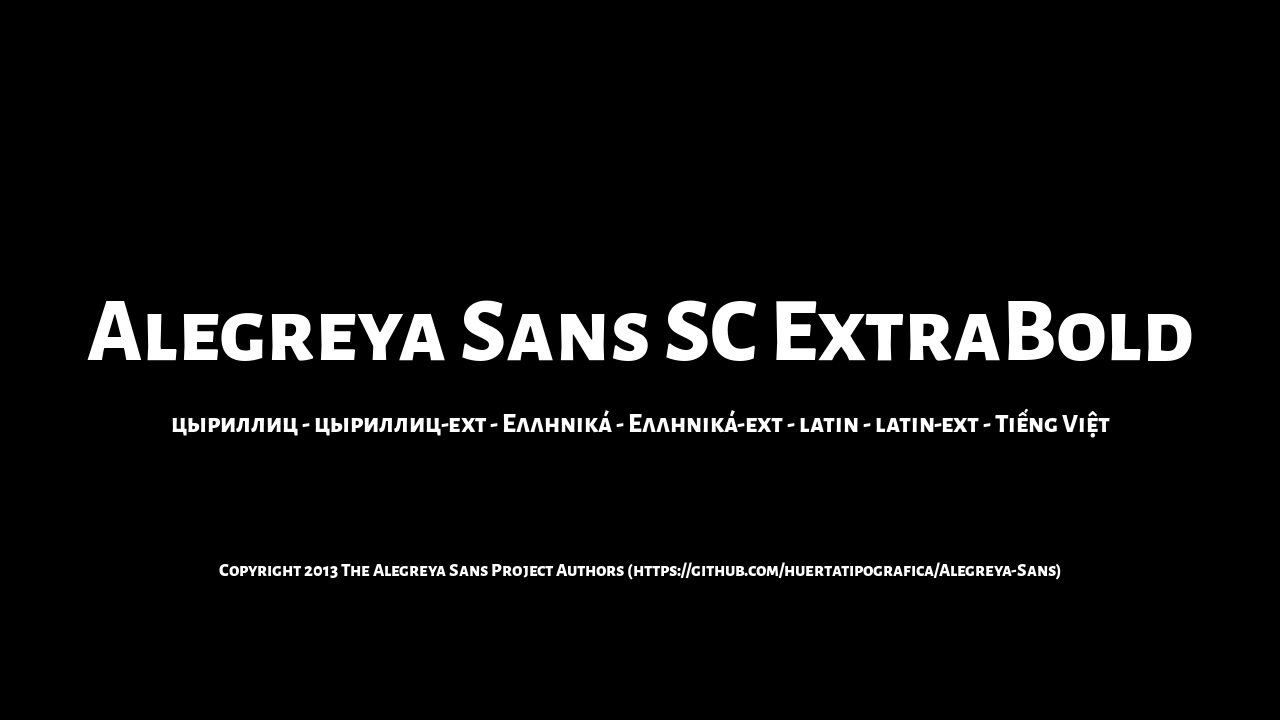 Alegreya Sans SC ExtraBold
цыриллиц - цыриллиц-ext - Ελληνικά - Ελληνικά-ext - latin - latin-ext - Tiếng Việt
Copyright 2013 The Alegreya Sans Project Authors (https://github.com/huertatipografica/Alegreya-Sans)